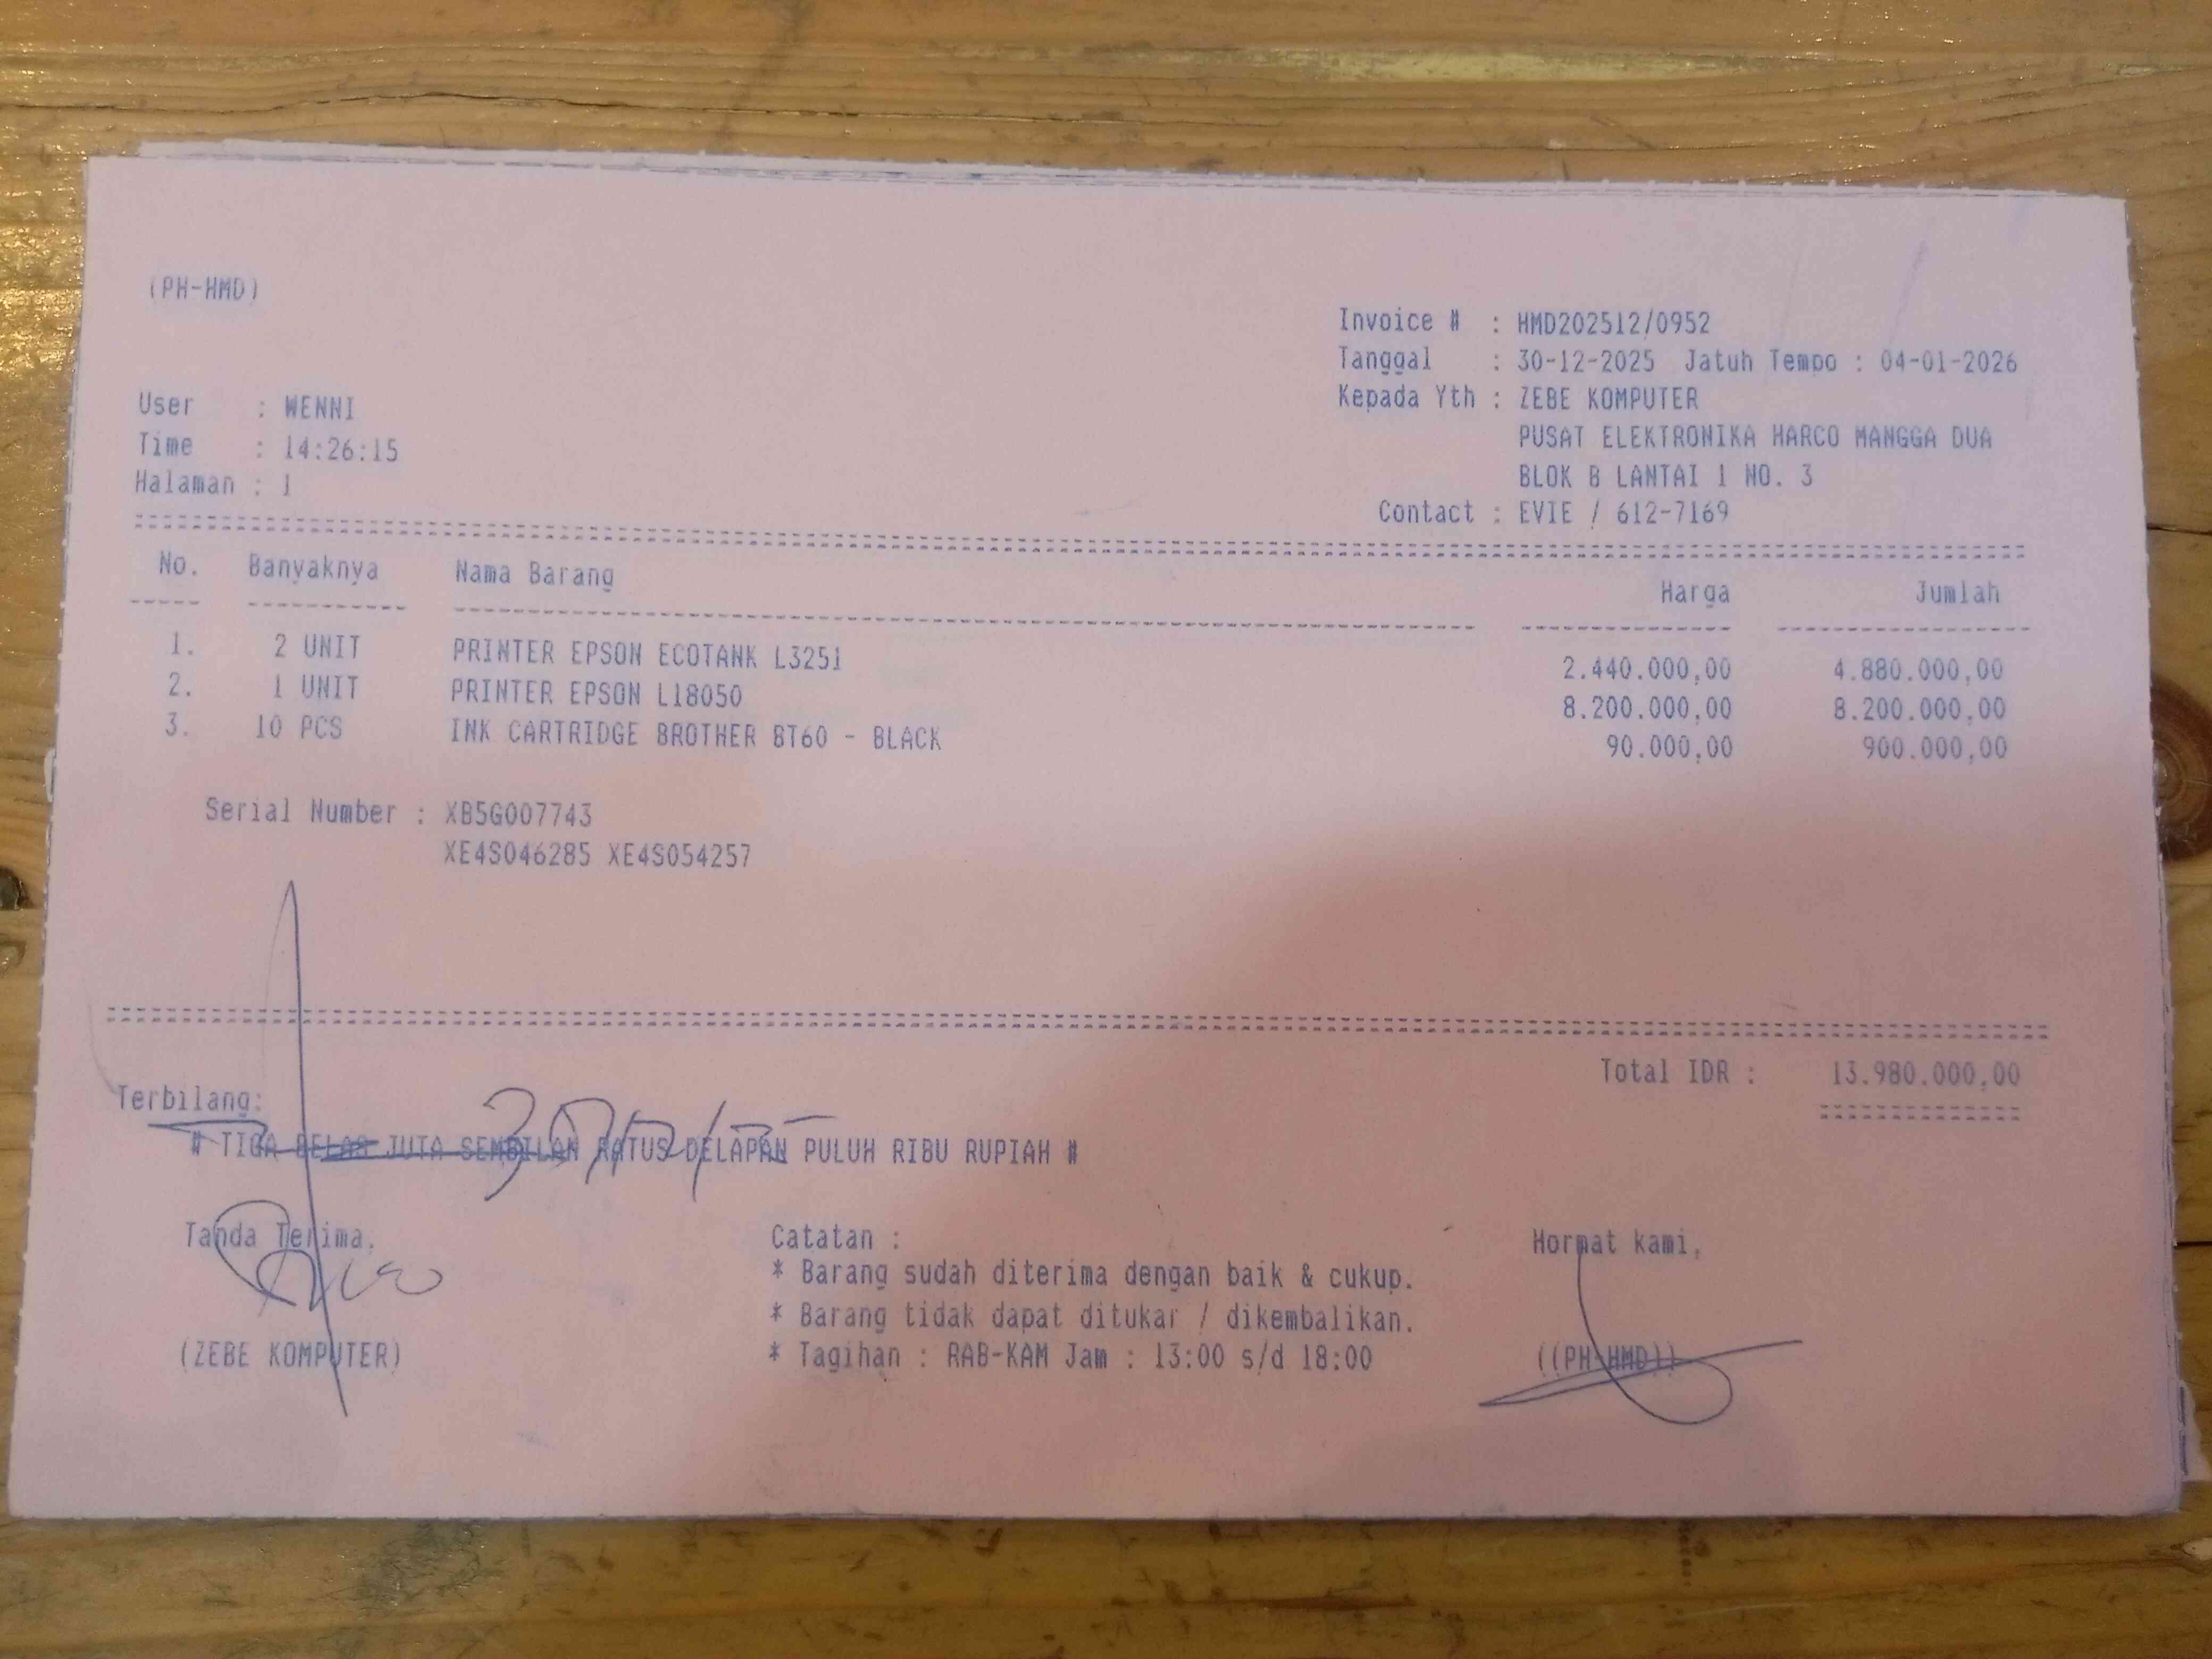 (PH-HMD)
Invoice # : HMD202512/0952
Tanggal : 30-12-2025 Jatuh Tempo : 04-01-2026
Kepada Yth : ZEBE KOMPUTER
PUSAT ELEKTRONIKA HARCO MANGGA DUA
BLOK B LANTAI 1 NO. 3
Contact : EVIE / 612-7169
User : WENNI
Time : 14:26:15
Halaman : 1
No. Banyaknya Nama Barang Harga Jumlah
1. 2 UNIT PRINTER EPSON ECOTANK L3251 2.440.000,00 4.880.000,00
2. 1 UNIT PRINTER EPSON L18050 8.200.000,00 8.200.000,00
3. 10 PCS INK CARTRIDGE BROTHER BT60 - BLACK 90.000,00 900.000,00
Serial Number : XB5G007743
XE4S046285 XE4S054257
Total IDR : 13.980.000,00
Terbilang:
# TIGA BELAS JUTA SEMBILAN RATUS DELAPAN PULUH RIBU RUPIAH #
Tanda Terima,
(ZEBE KOMPUTER)
Catatan :
* Barang sudah diterima dengan baik & cukup.
* Barang tidak dapat ditukar / dikembalikan.
* Tagihan : RAB-KAM Jam : 13:00 s/d 18:00
Hormat kami,
((PH-HMD))